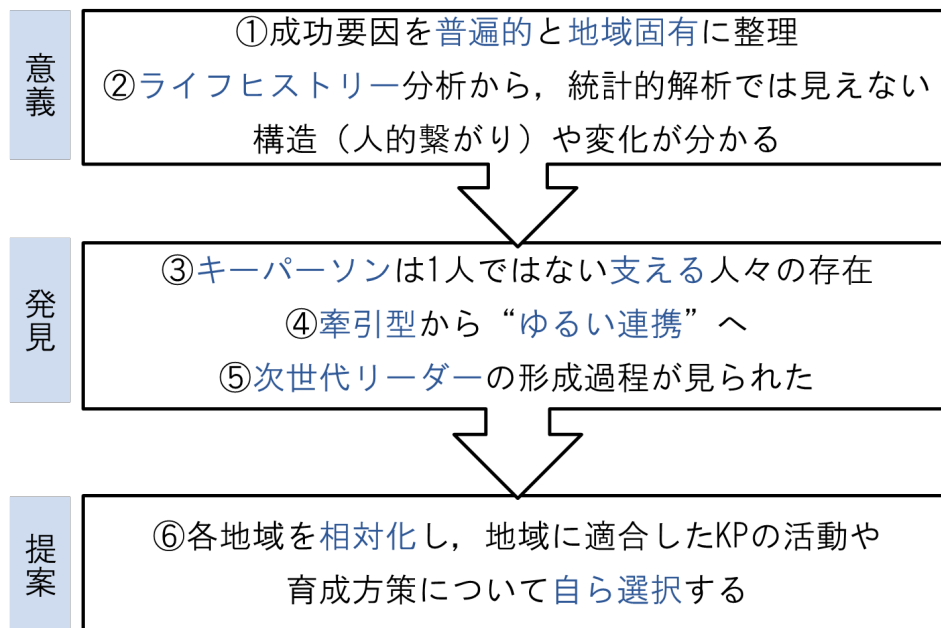 意義
①成功要因を普遍的と地域固有に整理
②ライフヒストリー分析から，統計的解析では見えない
構造（人的繋がり）や変化が分かる
発見
③キーパーソンは1人ではない支える人々の存在
④牽引型から“ゆるい連携”へ
⑤次世代リーダーの形成過程が見られた
提案
⑥各地域を相対化し，地域に適合したKPの活動や
育成方策について自ら選択する